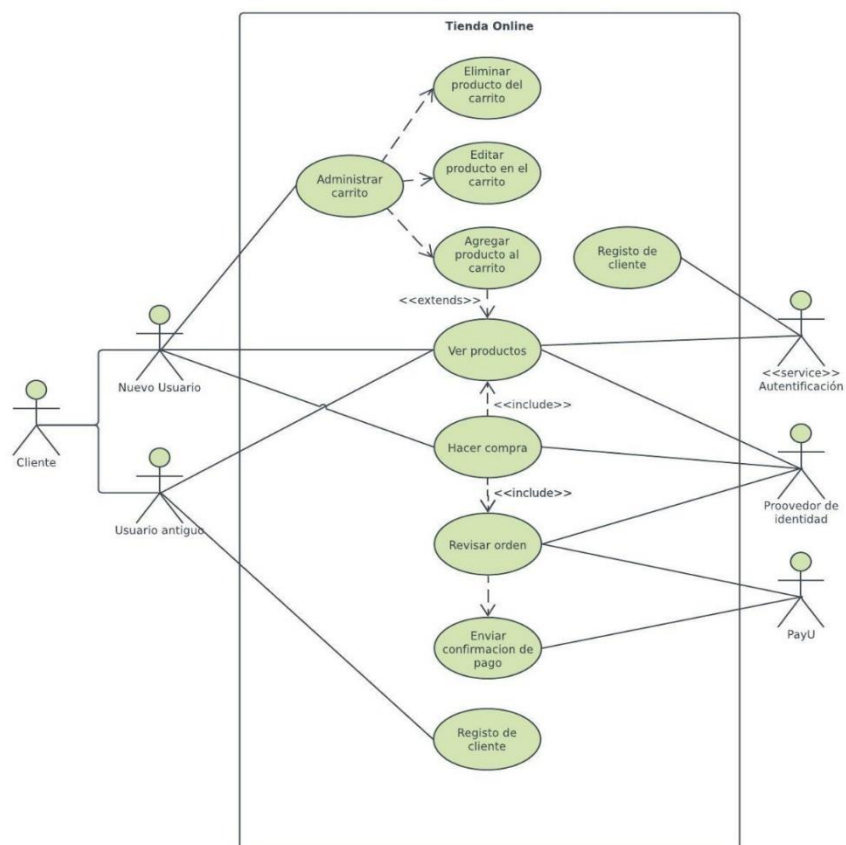 Tienda Online
Eliminar
producto del
carrito
Administrar
carrito
Editar
producto en el
carrito
Agregar
producto al
carrito
Registo de
cliente
<<extends>>
Nuevo Usuario
Ver productos
<<service>>
Autentificación
<<include>>
Cliente
Hacer compra
<<include>>
Usuario antiguo
Proovedor de
identidad
Revisar orden
Enviar
confirmacion de
pago
PayU
Registo de
cliente